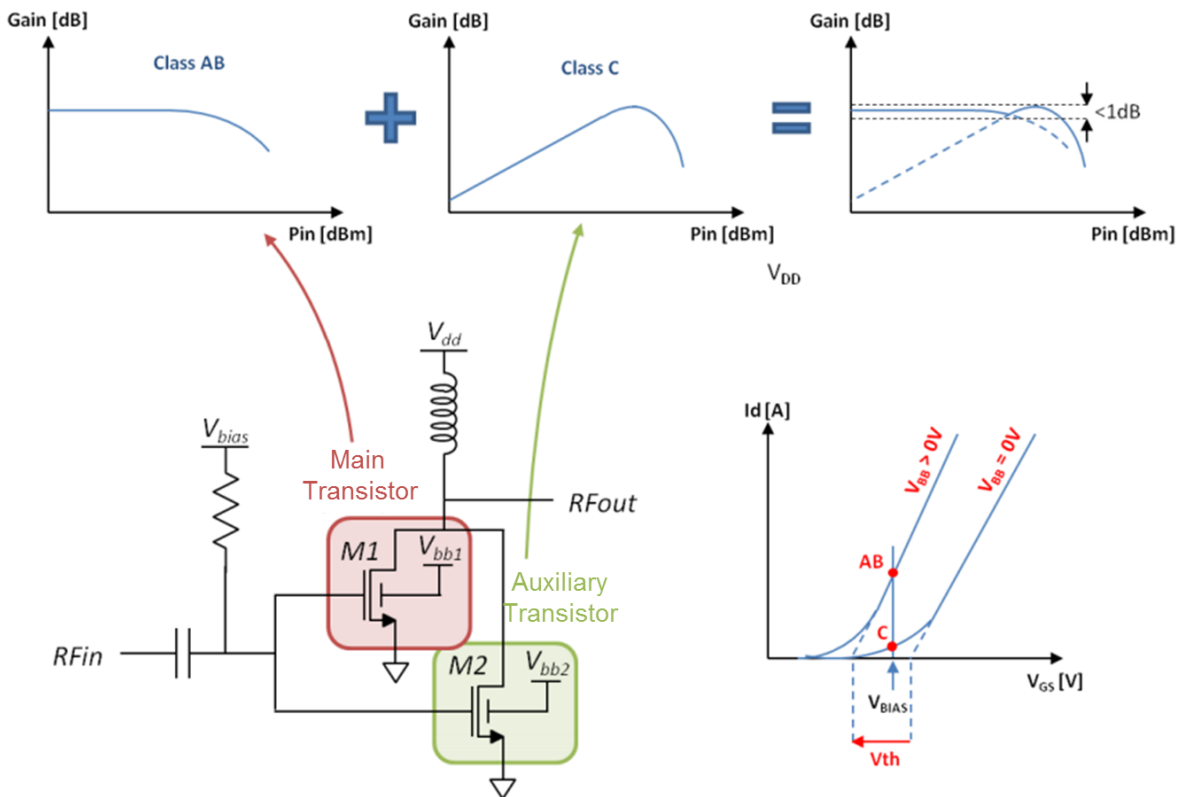 Gain [dB]
Class AB
Pin [dBm]
Gain [dB]
Class C
Pin [dBm]
Gain [dB]
<1dB
Pin [dBm]
VDD
Vdd
Vbias
Main
Transistor
RFout
M1
Vbb1
Auxiliary
Transistor
RFin
M2
Vbb2
Id [A]
VBB > 0V
VBB = 0V
AB
C
VGS [V]
VBIAS
Vth